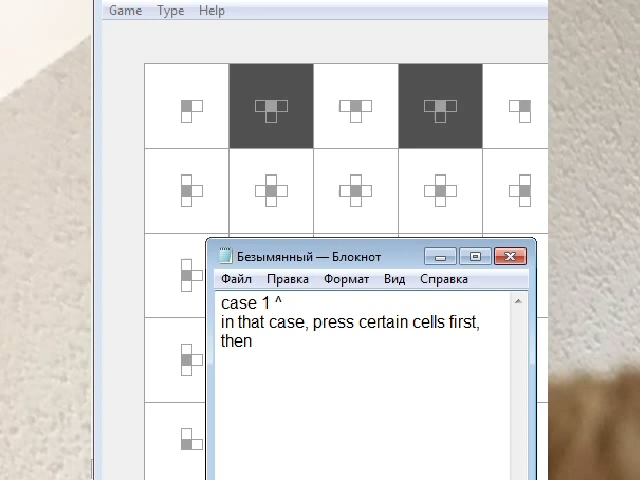 Game Type Help
Безымянный — Блокнот
Файл Правка Формат Вид Справка
case 1 ^
in that case, press certain cells first,
then